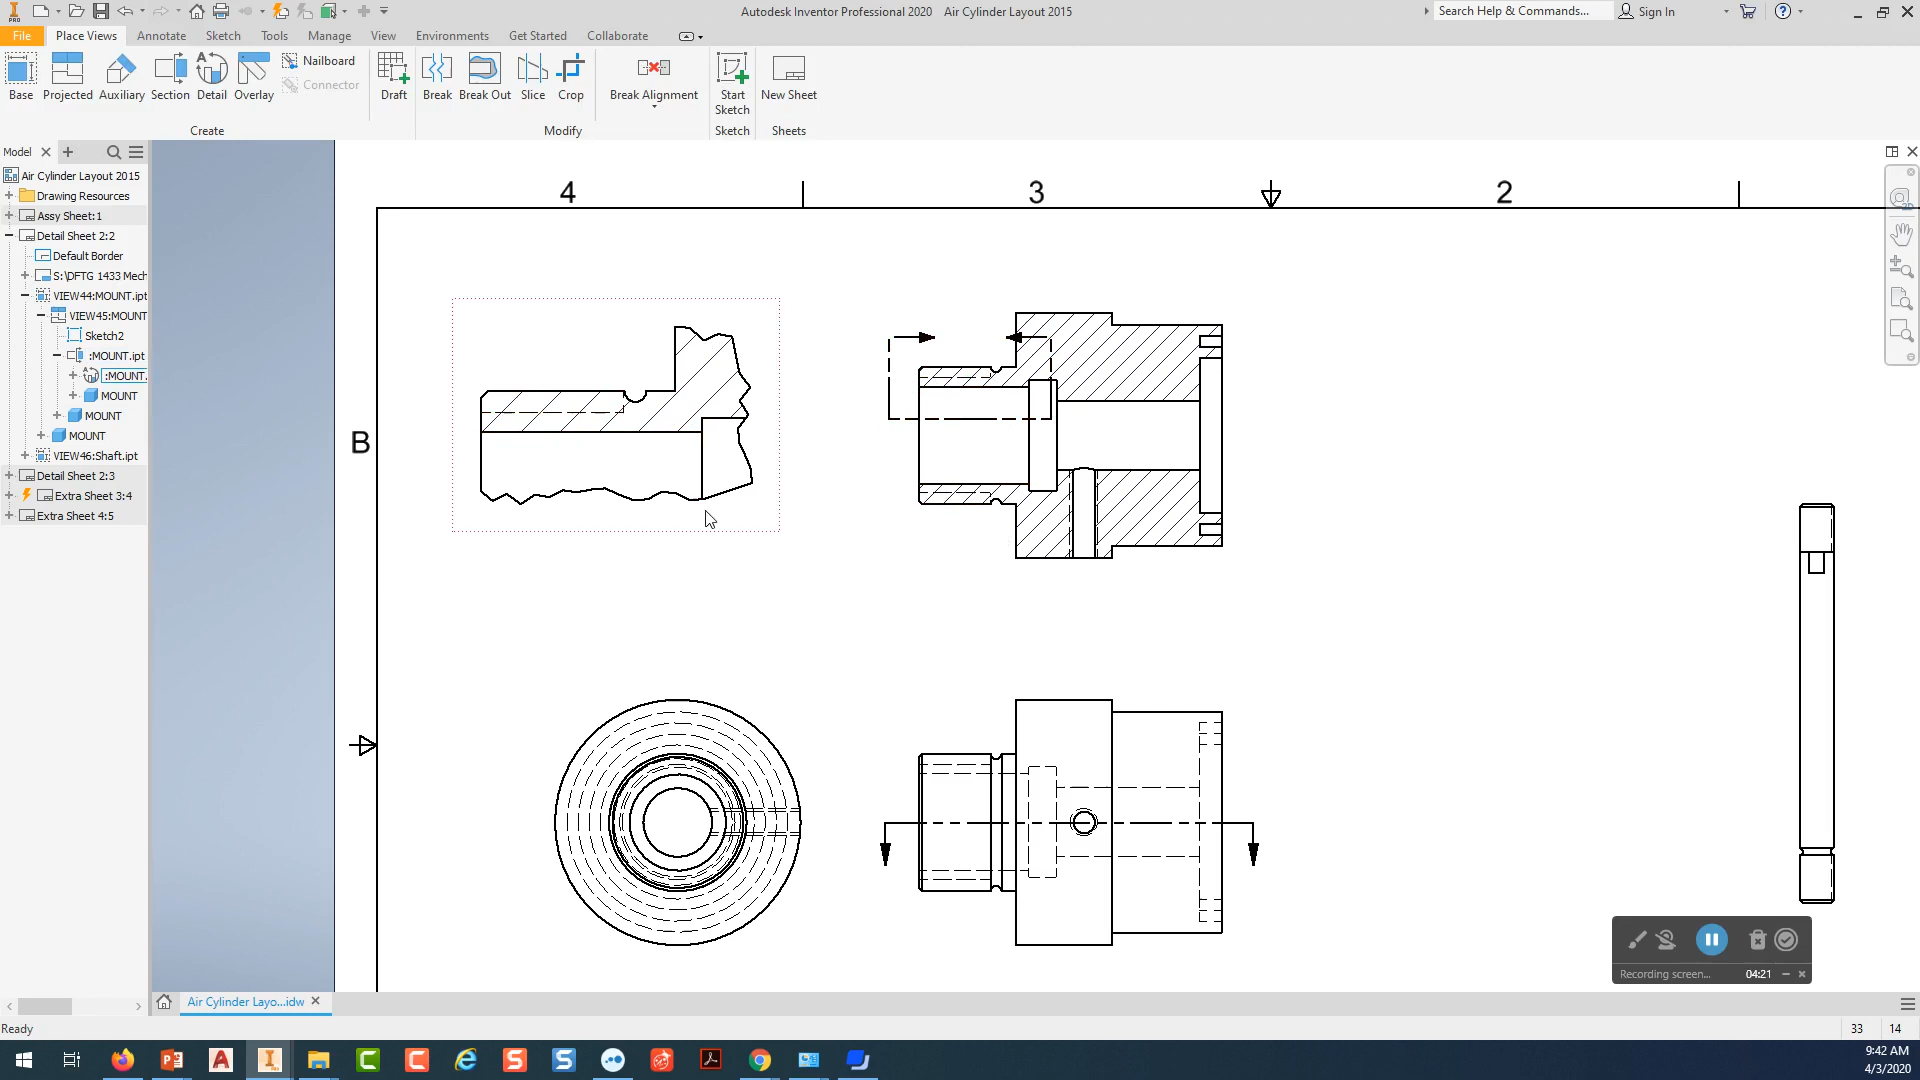 Autodesk Inventor Professional 2020 Air Cylinder Layout 2015
Search Help & Commands...
Sign In
File Place Views Annotate Sketch Tools Manage View Environments Get Started Collaborate
Base
Projected
Auxiliary
Section
Detail
Overlay
Nailboard
Connector
Draft
Break
Break Out
Slice
Crop
Break Alignment
Start Sketch
New Sheet
Create
Modify
Sketch
Sheets
Model
Air Cylinder Layout 2015
Drawing Resources
Assy Sheet:1
Detail Sheet 2:2
Default Border
S:\DFTG 1433 Mech
VIEW44:MOUNT.ipt
VIEW45:MOUNT
Sketch2
:MOUNT.ipt
:MOUNT.
MOUNT
MOUNT
MOUNT
VIEW46:Shaft.ipt
Detail Sheet 2:3
Extra Sheet 3:4
Extra Sheet 4:5
4
3
2
B
Recording screen...
04:21
Air Cylinder Layo...idw
Ready
33
14
9:42 AM
4/3/2020